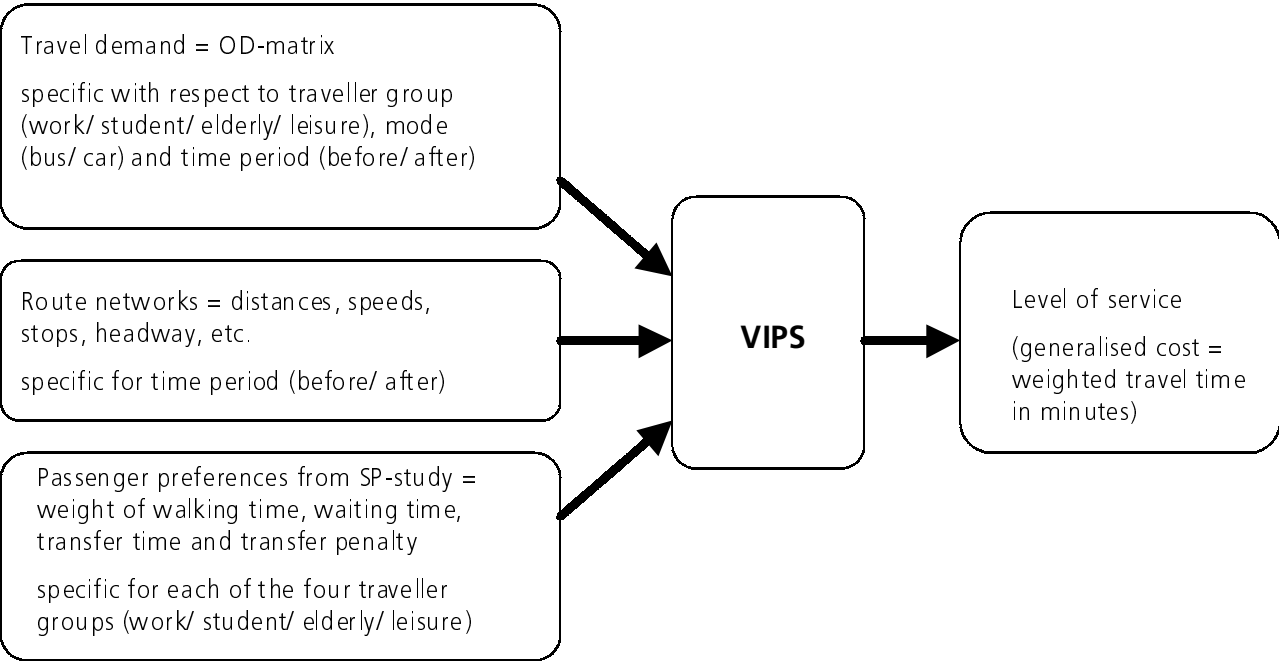 Travel demand = OD-matrix
specific with respect to traveller group
(work/ student/ elderly/ leisure), mode
(bus/ car) and time period (before/ after)
Route networks = distances, speeds,
stops, headway, etc.
specific for time period (before/ after)
Passenger preferences from SP-study =
weight of walking time, waiting time,
transfer time and transfer penalty
specific for each of the four traveller
groups (work/ student/ elderly/ leisure)
VIPS
Level of service
(generalised cost =
weighted travel time
in minutes)